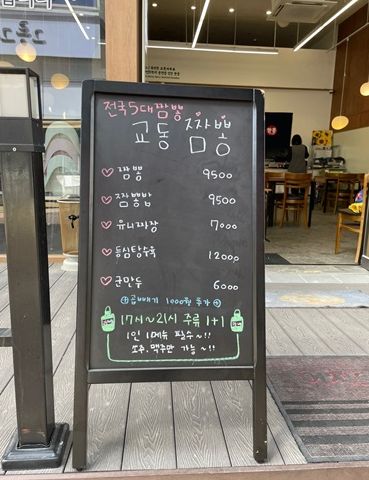 전국5대짬뽕
교동 짬뽕
짬뽕 9500
짬뽕밥 9500
유니짜장 7000
등심탕수육 12000
군만두 6000
곱빼기 1000원 추가
17시~21시 주류 1+1
1인 1메뉴 필수~!!
소주, 맥주만 가능~!!